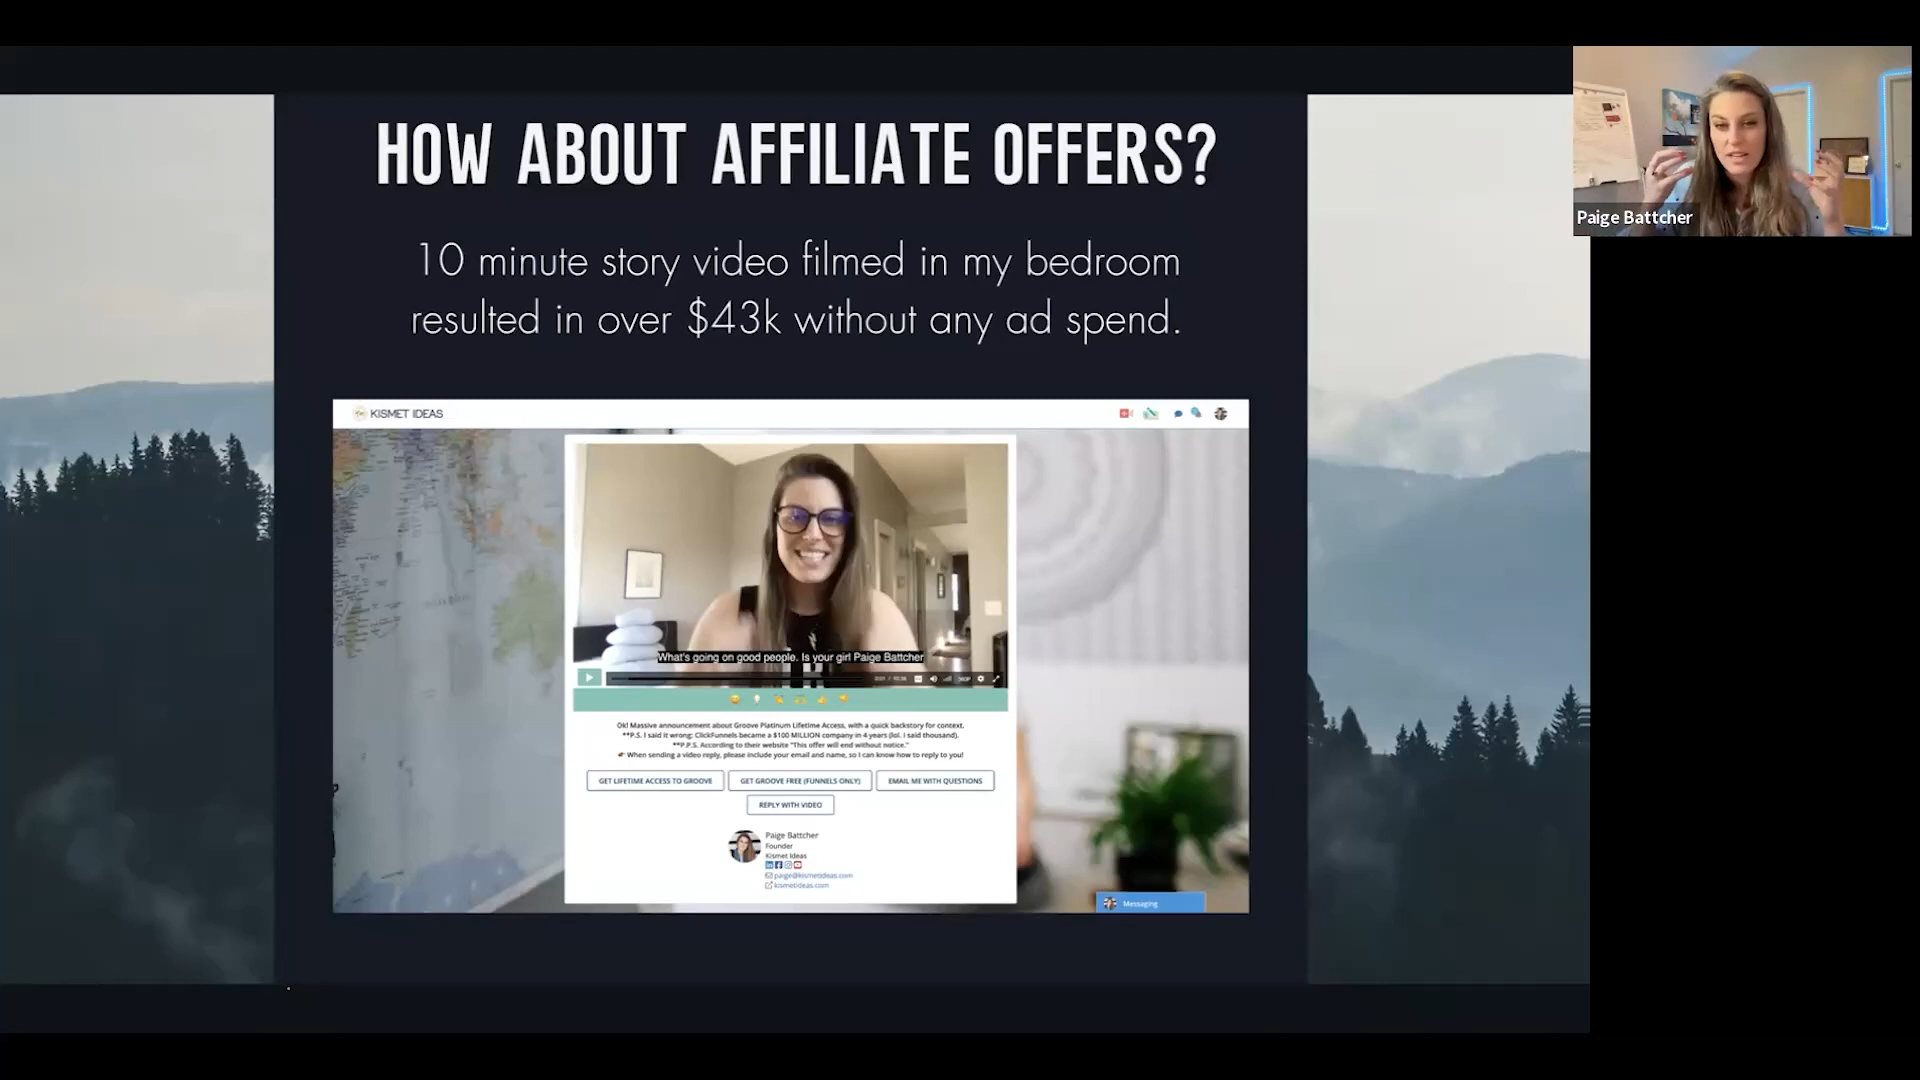 HOW ABOUT AFFILIATE OFFERS?
10 minute story video filmed in my bedroom
resulted in over $43k without any ad spend.
Paige Battcher
KISMET IDEAS
What's going on good people. Is your girl Paige Battcher
Ok! Massive announcement about Groove Platinum Lifetime Access, with a quick backstory for context.
**P.S. I said it wrong: ClickFunnels became a $100 MILLION company in 4 years (lol. I said thousand).
**P.P.S. According to their website "This offer will end without notice."
When sending a video reply, please include your email and name, so I can know how to reply to you!
GET LIFETIME ACCESS TO GROOVE
GET GROOVE FREE (FUNNELS ONLY)
EMAIL ME WITH QUESTIONS
REPLY WITH VIDEO
Paige Battcher
Founder
Kismet Ideas
paige@kismetideas.com
kismetideas.com
Messaging